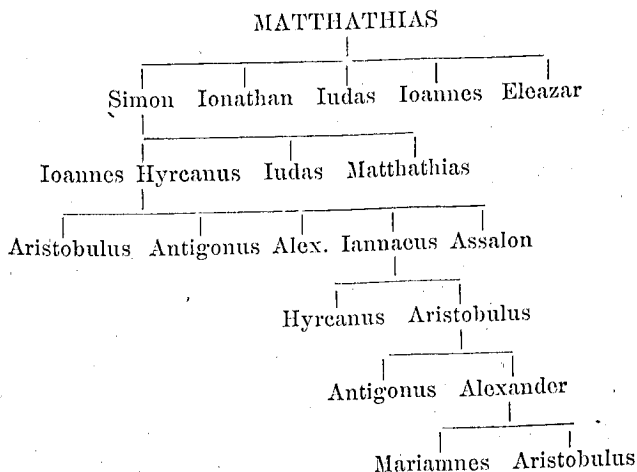 MATTHATHIAS
Simon Ionathan Iudas Ioannes Eleazar
Ioannes Hyrcanus Iudas Matthathias
Aristobulus Antigonus Alex. Iannaeus Assalon
Hyrcanus Aristobulus
Antigonus Alexander
Mariamnes Aristobulus